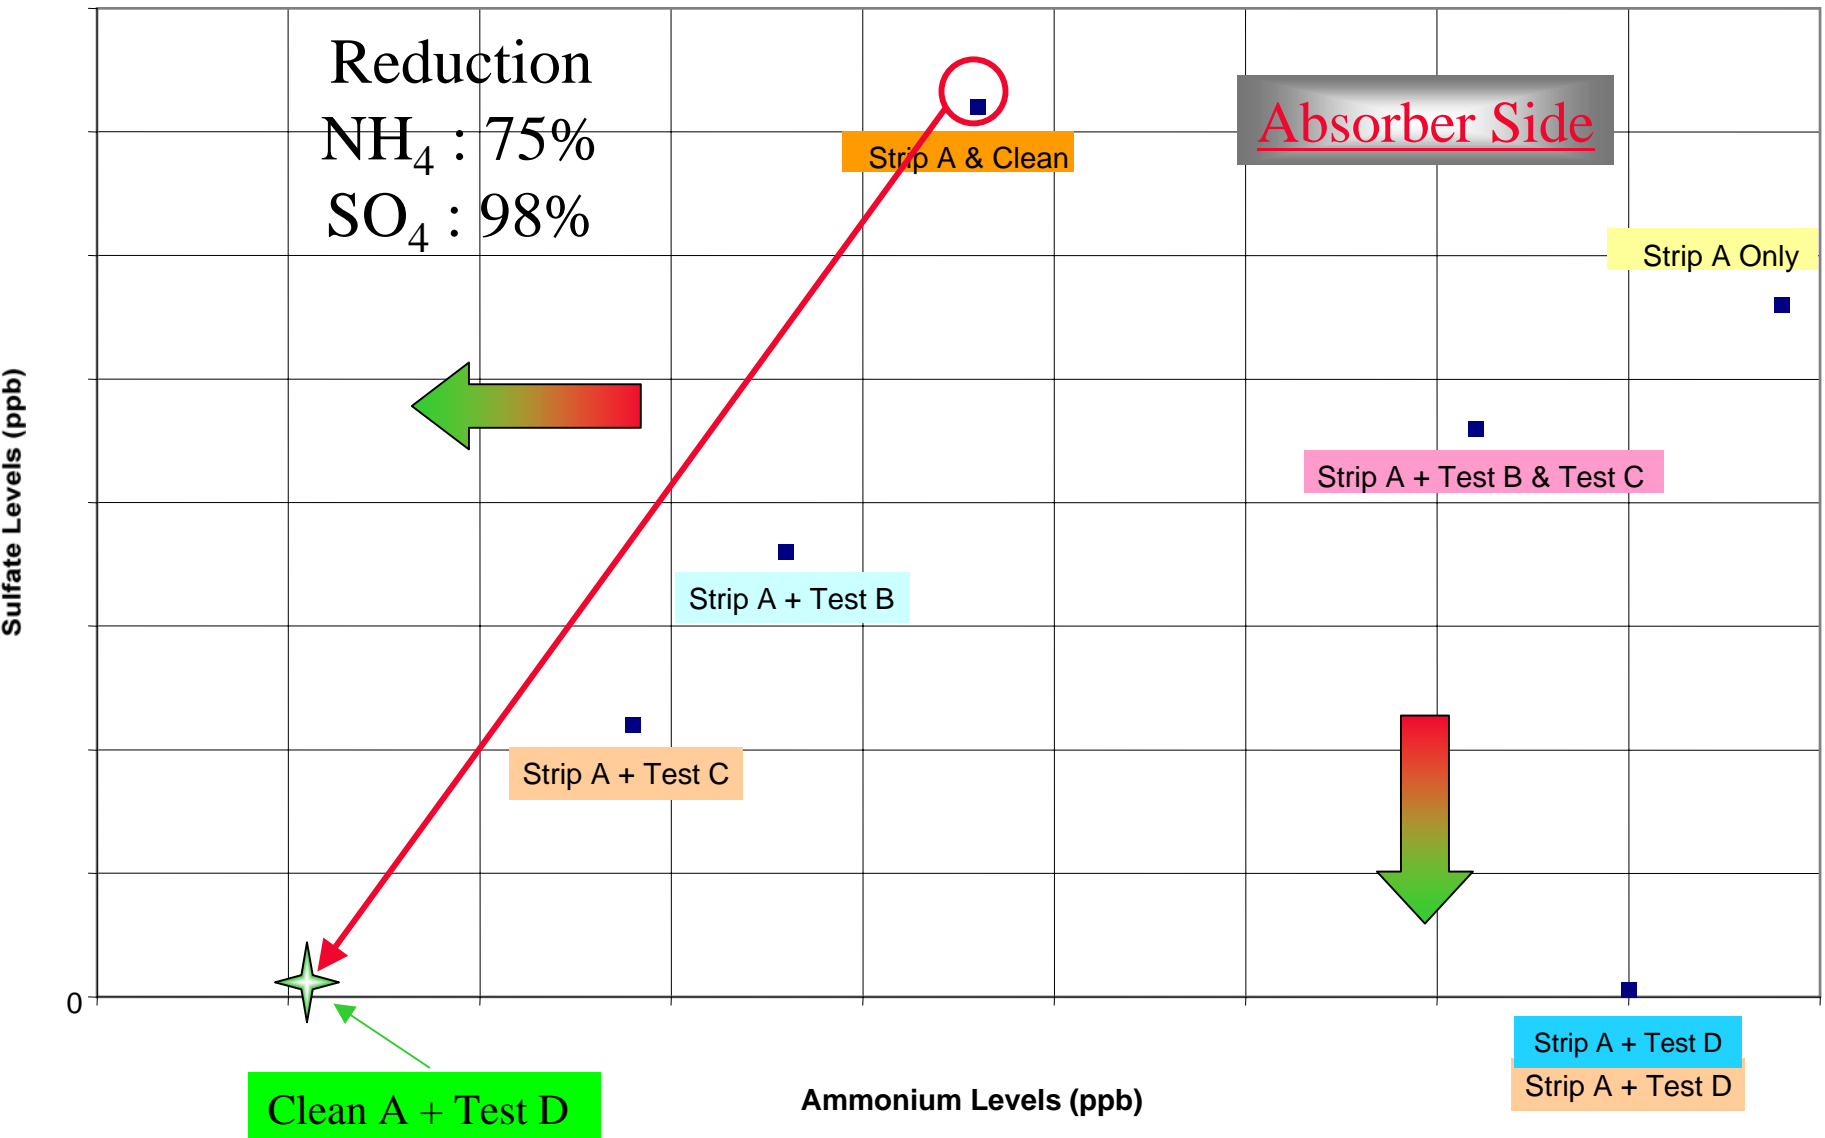 Reduction
NH₄ : 75%
SO₄ : 98%
Absorber Side
Strip A & Clean
Strip A Only
Strip A + Test B & Test C
Strip A + Test B
Strip A + Test C
Sulfate Levels (ppb)
0
Strip A + Test D
Strip A + Test D
Clean A + Test D
Ammonium Levels (ppb)